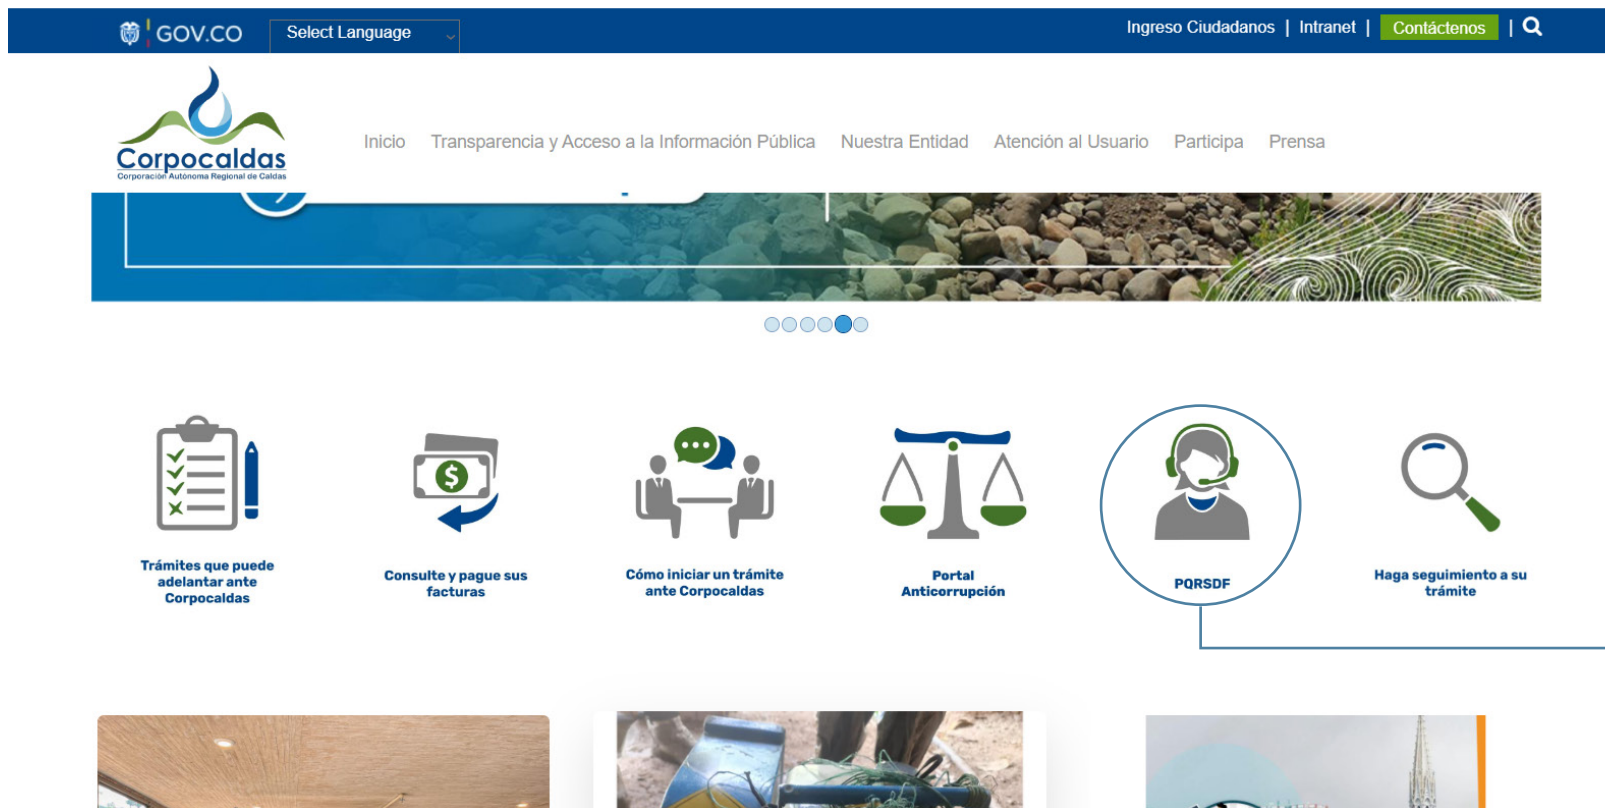 GOV.CO
Select Language
Ingreso Ciudadanos | Intranet | Contáctenos |
Corpocaldas
Corporación Autónoma Regional de Caldas
Inicio Transparencia y Acceso a la Información Pública Nuestra Entidad Atención al Usuario Participa Prensa
Trámites que puede
adelantar ante
Corpocaldas
Consulte y pague sus
facturas
Cómo iniciar un trámite
ante Corpocaldas
Portal
Anticorrupción
PQRSDF
Haga seguimiento a su
trámite